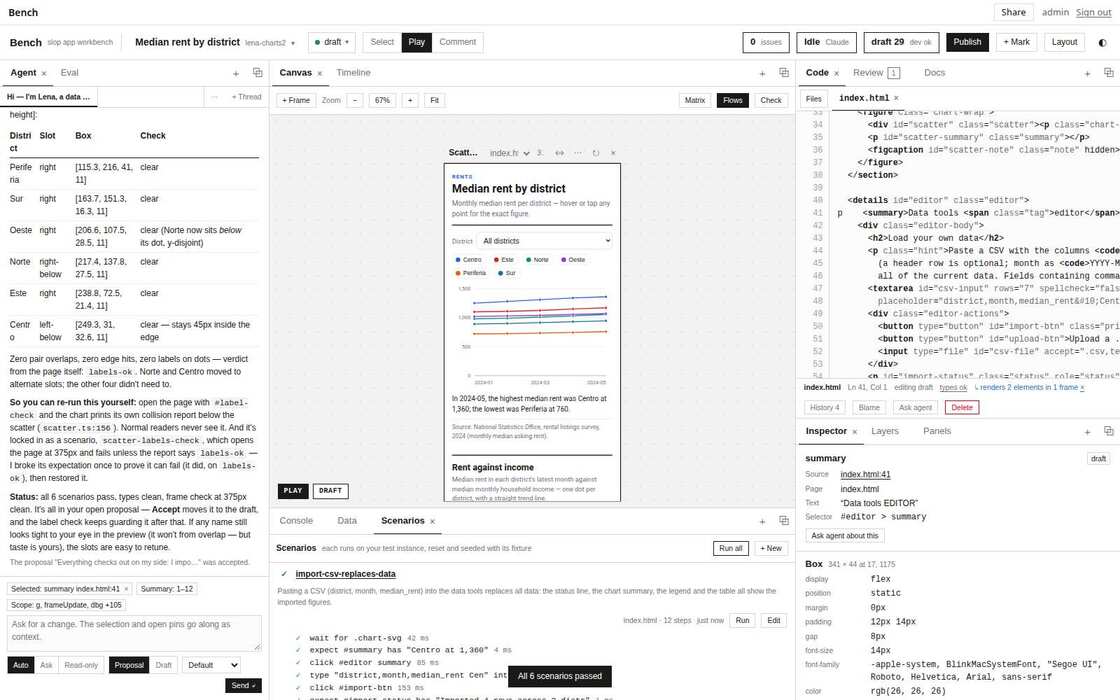 Bench
Share admin Sign out
Bench slop app workbench
Median rent by district lena-charts2
draft
Select Play Comment
0 issues
Idle Claude
draft 29 dev ok
Publish
+ Mark
Layout
Agent × Eval
Hi — I'm Lena, a data …
+ Thread
height]:
District Box Check
Periferia right [115.3, 216, 41, 11] clear
Sur right [163.7, 151.3, 16.3, 11] clear
Oeste right [206.6, 107.5, 28.5, 11] clear (Norte now sits below its dot, y-disjoint)
Norte right-below [217.4, 137.8, 27.5, 11] clear
Este right [238.8, 72.5, 21.4, 11] clear
Centro left-below [249.3, 31, 32.6, 11] clear — stays 45px inside the edge
Zero pair overlaps, zero edge hits, zero labels on dots — verdict
from the page itself: labels-ok. Norte and Centro moved to
alternate slots; the other four didn't need to.
So you can re-run this yourself: open the page with #label-
check and the chart prints its own collision report below the
scatter (scatter.ts:156). Normal readers never see it. And it's
locked in as a scenario, scatter-labels-check, which opens
the page at 375px and fails unless the report says labels-ok —
I broke its expectation once to prove it can fail (it did, on labels-
ok), then restored it.
Status: all 6 scenarios pass, types clean, frame check at 375px
clean. It's all in your open proposal — Accept moves it to the draft,
and the label check keeps guarding it after that. If any name still
looks tight to your eye in the preview (it won't from overlap — but
taste is yours), the slots are easy to retune.
The proposal "Everything checks out on my side: I impo…" was accepted.
Selected: summary index.html:41 ×
Summary: 1–12
Scope: g, frameUpdate, dbg +105
Ask for a change. The selection and open pins go along as
context.
Auto Ask Read-only Proposal Draft Default
Send
Canvas × Timeline
+ Frame Zoom − 67% + Fit
Matrix Flows Check
Scatt… 3.
RENTS
Median rent by district
Monthly median rent per district — hover or tap any
point for the exact figure.
District All districts
Centro Este Norte Oeste
Periferia Sur
1,500
1,000
500
0
2024-01 2024-03 2024-05
In 2024-05, the highest median rent was Centro at
1,360; the lowest was Periferia at 760.
Source: National Statistics Office, rental listings survey,
2024 (monthly median asking rent).
Rent against income
Median rent in each district's latest month against
median monthly household income — one dot per
district, with a straight trend line.
PLAY DRAFT
Console Data Scenarios ×
Scenarios each runs on your test instance, reset and seeded with its fixture
Run all + New
✓ import-csv-replaces-data
Pasting a CSV (district, month, median_rent) into the data tools replaces all data: the status line, the chart summary, the legend and the table all show the
imported figures.
index.html · 12 steps just now Run Edit
✓ wait for .chart-svg 42 ms
✓ expect #summary has "Centro at 1,360" 4 ms
✓ click #editor summary 85 ms
✓ type "district,month,median_rent Cen" int
✓ click #import-btn 153 ms
All 6 scenarios passed
Code × Review 1 Docs
Files index.html ×
33 <figure class="chart-wrap">
34 <div id="scatter" class="scatter"><p class="chart-
35 <p id="scatter-summary" class="summary"></p>
36 <figcaption id="scatter-note" class="note" hidden>
37 </figure>
38 </section>
39
40 <details id="editor" class="editor">
41 p <summary>Data tools <span class="tag">editor</span>
42 <div class="editor-body">
43 <h2>Load your own data</h2>
44 <p class="hint">Paste a CSV with the columns <code
45 (a header row is optional; month as <code>YYYY-M
46 all of the current data. Fields containing comma
47 <textarea id="csv-input" rows="7" spellcheck="fals
48 placeholder="district,month,median_rent&#10;Cent
49 <div class="editor-actions">
50 <button type="button" id="import-btn" class="pri
51 <button type="button" id="upload-btn">Upload a .
52 <input type="file" id="csv-file" accept=".csv,te
53 </div>
54 <p id="import-status" class="status" role="status"
index.html Ln 41, Col 1 editing draft types ok renders 2 elements in 1 frame ×
History 4 Blame Ask agent Delete
Inspector × Layers Panels
summary draft
Source index.html:41
Page index.html
Text “Data tools EDITOR”
Selector #editor > summary
Ask agent about this
Box 341 × 44 at 17, 1175
display flex
position static
margin 0px
padding 12px 14px
gap 8px
font-size 14px
font-family -apple-system, BlinkMacSystemFont, "Segoe UI",
Roboto, Helvetica, Arial, sans-serif
color rgb(26, 26, 26)